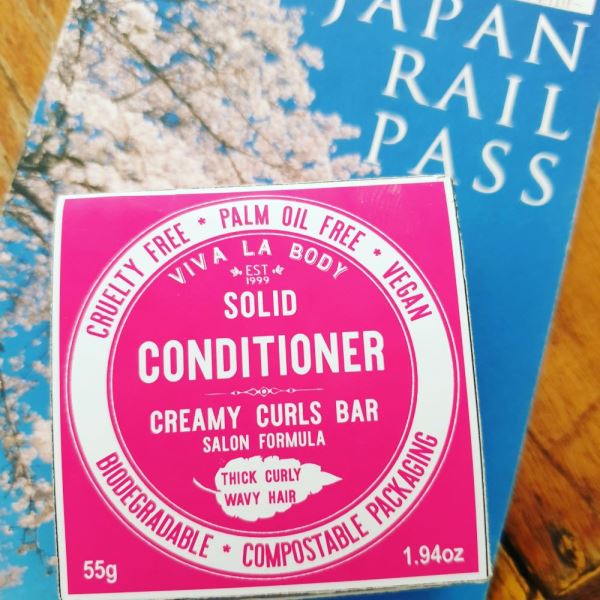 JAPAN
RAIL
PASS
CRUELTY FREE * PALM OIL FREE * VEGAN
VIVA LA BODY
EST
1999
SOLID
CONDITIONER
CREAMY CURLS BAR
SALON FORMULA
THICK CURLY
WAVY HAIR
BIODEGRADABLE * COMPOSTABLE PACKAGING
55g
1.94oz